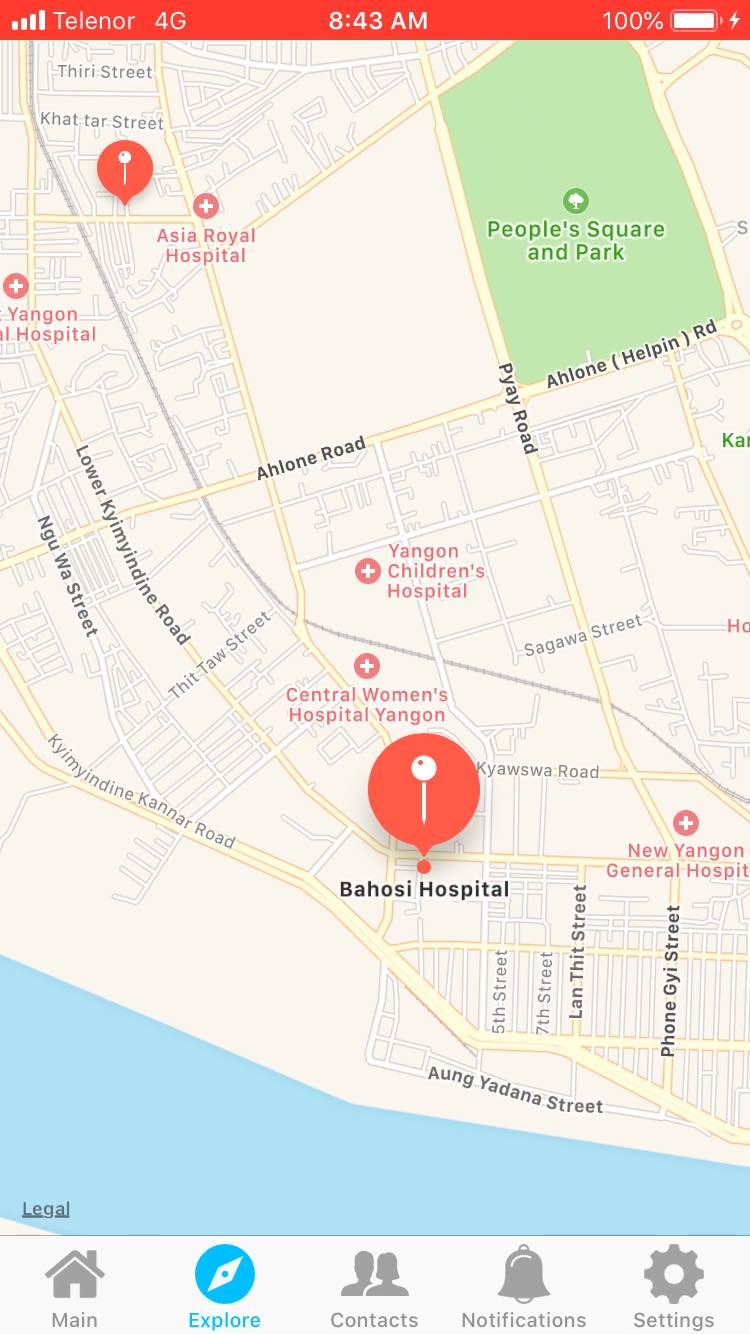 Telenor 4G 8:43 AM 100%
Thiri Street
Khat tar Street
Asia Royal
Hospital
People's Square
and Park
Yangon
al Hospital
Ahlone ( Helpin ) Rd
Pyay Road
Ahlone Road
Lower Kyimyindine Road
Ngu Wa Street
Yangon
Children's
Hospital
Sagawa Street
Thit Taw Street
Central Women's
Hospital Yangon
Kyimyindine Kannar Road
Kyawswa Road
New Yangon
General Hospit
Bahosi Hospital
5th Street
7th Street
Lan Thit Street
Phone Gyi Street
Aung Yadana Street
Legal
Main
Explore
Contacts
Notifications
Settings